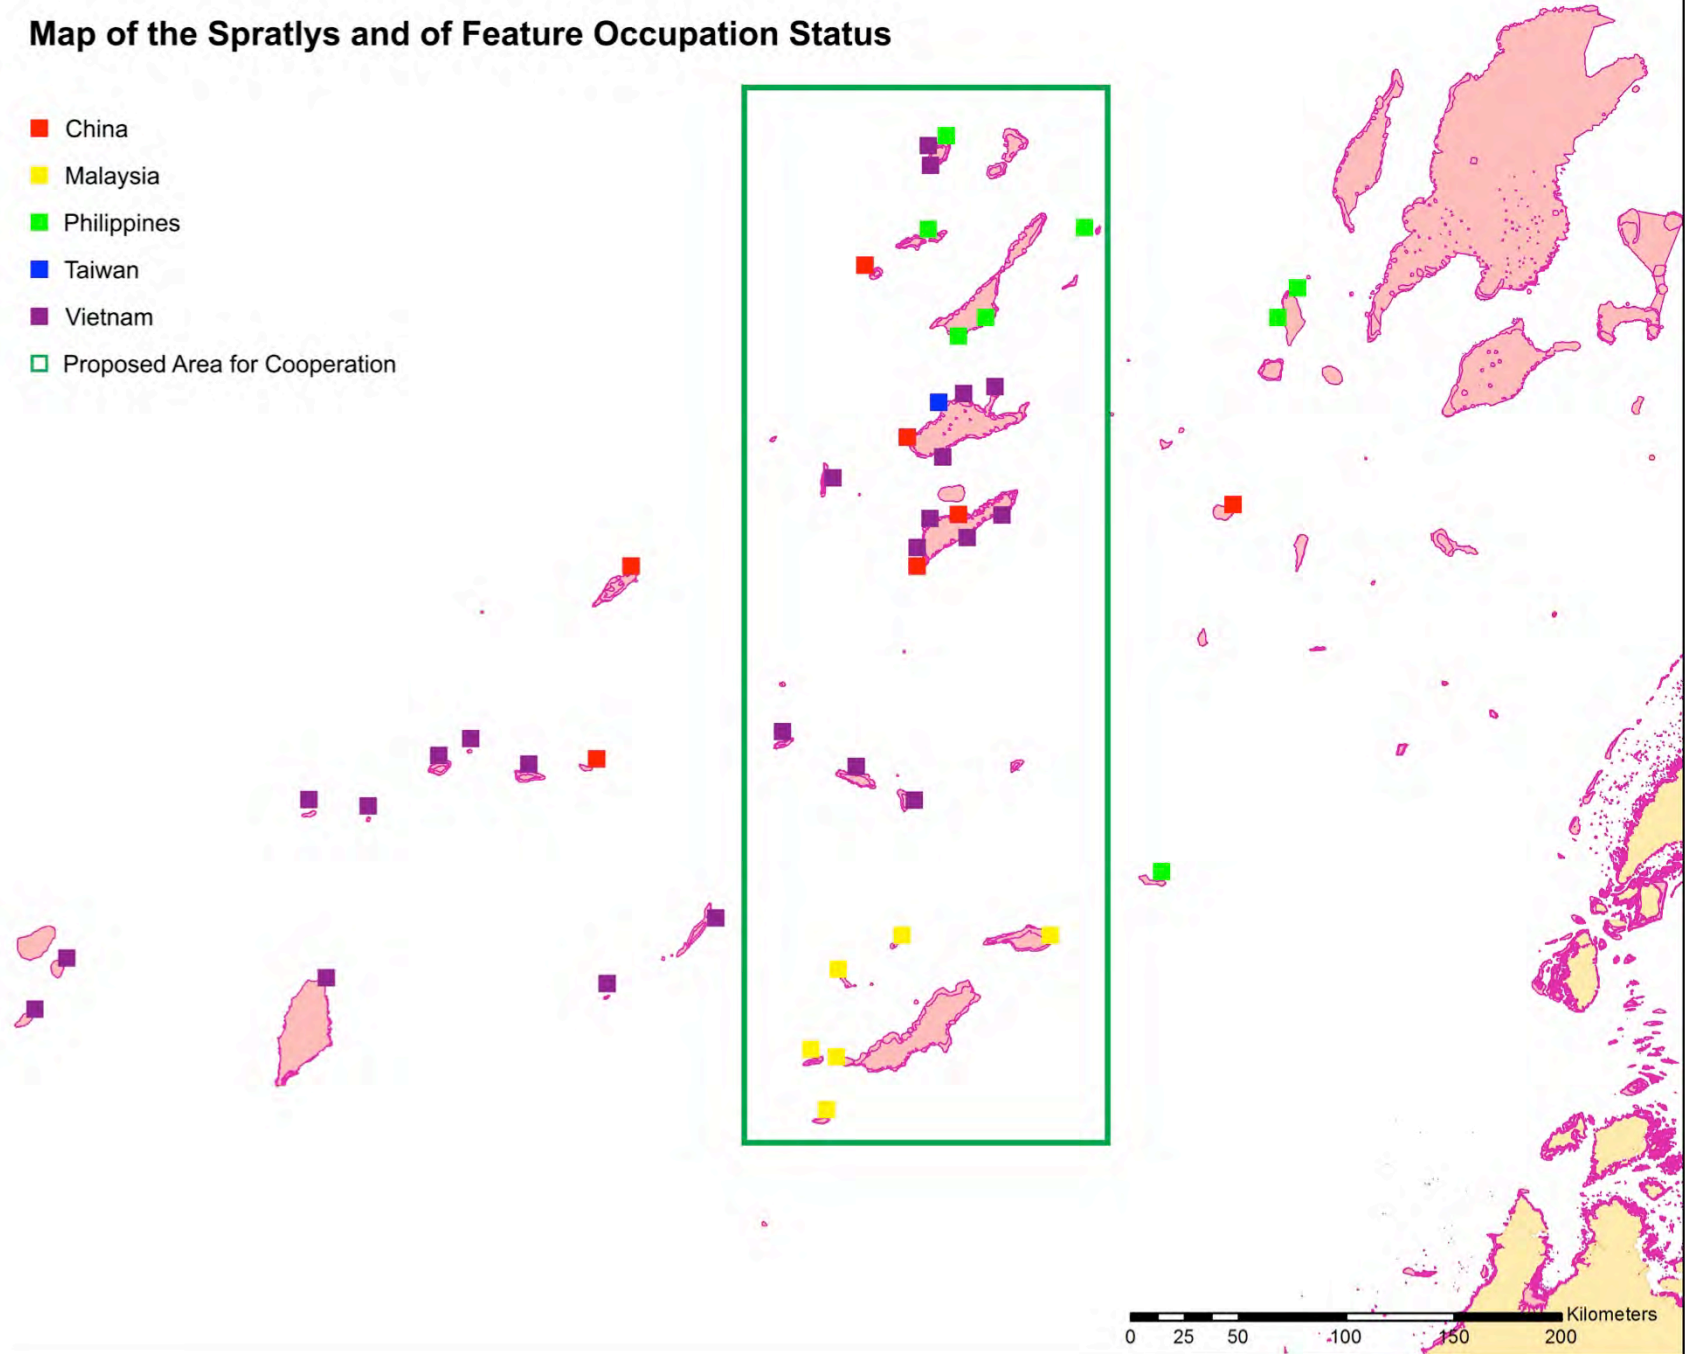 Map of the Spratlys and of Feature Occupation Status
China
Malaysia
Philippines
Taiwan
Vietnam
Proposed Area for Cooperation
Kilometers
0 25 50 100 150 200